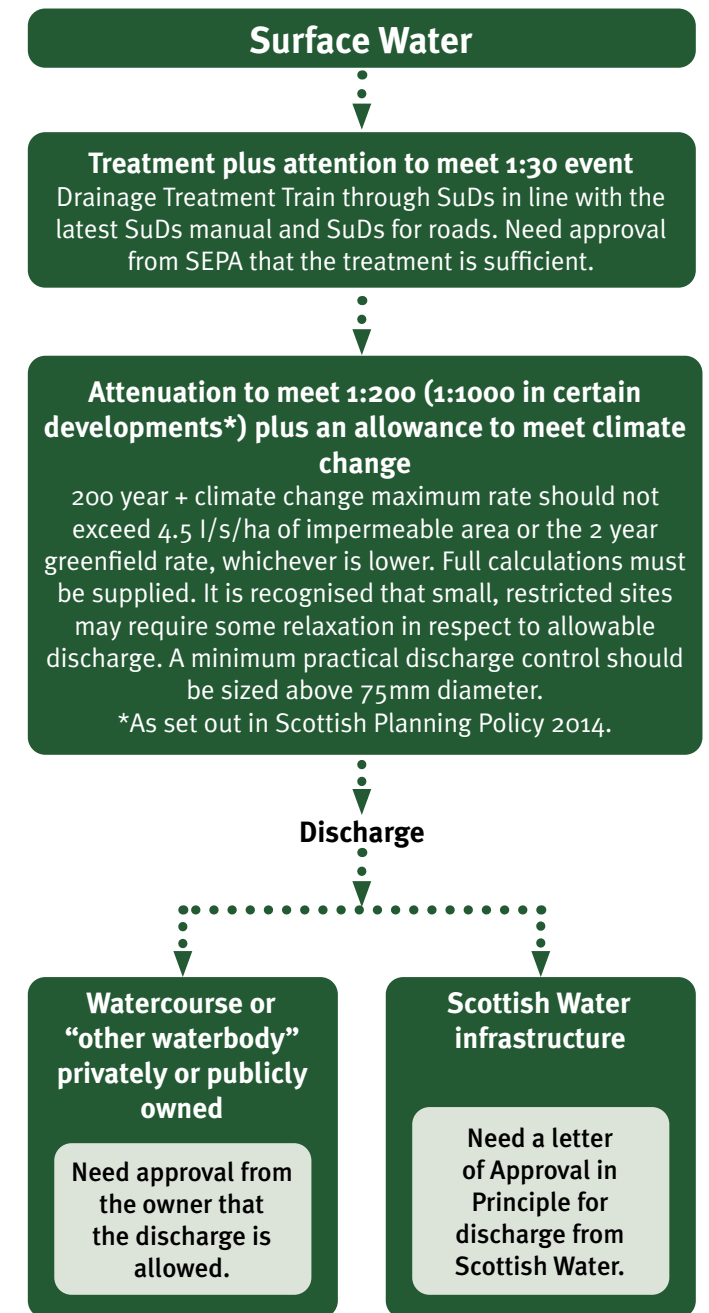 Surface Water
Treatment plus attention to meet 1:30 event
Drainage Treatment Train through SuDs in line with the
latest SuDs manual and SuDs for roads. Need approval
from SEPA that the treatment is sufficient.
Attenuation to meet 1:200 (1:1000 in certain
developments*) plus an allowance to meet climate
change
200 year + climate change maximum rate should not
exceed 4.5 I/s/ha of impermeable area or the 2 year
greenfield rate, whichever is lower. Full calculations must
be supplied. It is recognised that small, restricted sites
may require some relaxation in respect to allowable
discharge. A minimum practical discharge control should
be sized above 75mm diameter.
*As set out in Scottish Planning Policy 2014.
Discharge
Watercourse or
“other waterbody”
privately or publicly
owned
Need approval from
the owner that
the discharge is
allowed.
Scottish Water
infrastructure
Need a letter
of Approval in
Principle for
discharge from
Scottish Water.